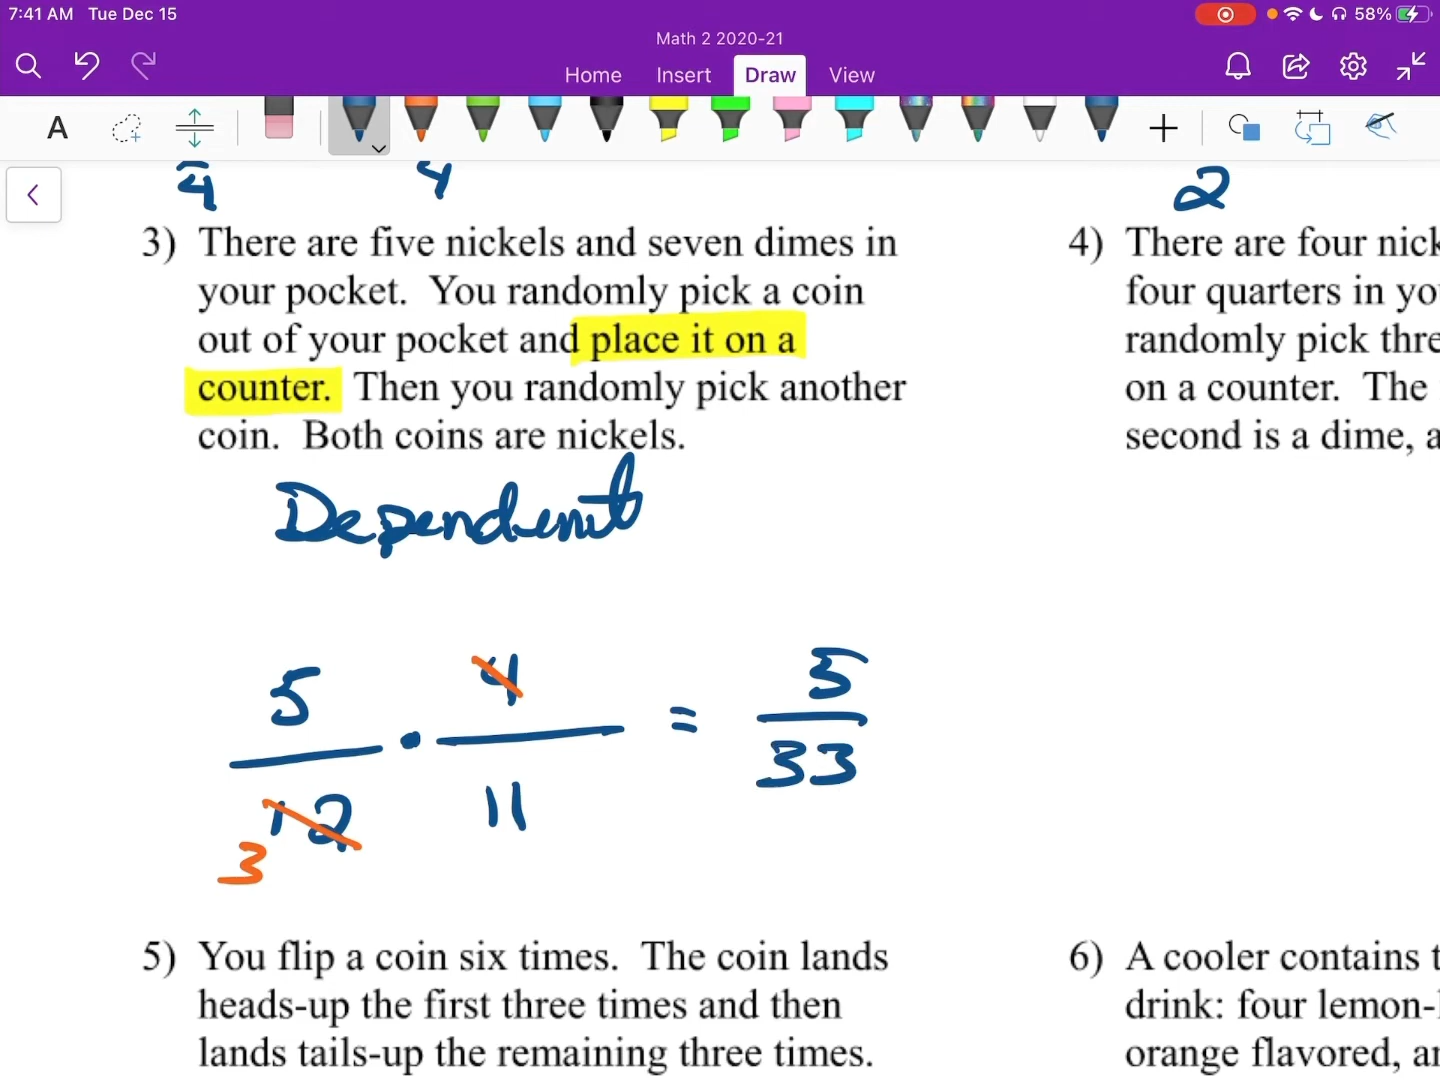 7:41 AM Tue Dec 15
58%
Math 2 2020-21
Home Insert Draw View
A
4 4 2
3) There are five nickels and seven dimes in
your pocket. You randomly pick a coin
out of your pocket and place it on a
counter. Then you randomly pick another
coin. Both coins are nickels.
Dependent
5/12 · 4/11 = 5/33
3
4) There are four nick
four quarters in yo
randomly pick thre
on a counter. The
second is a dime, a
5) You flip a coin six times. The coin lands
heads-up the first three times and then
lands tails-up the remaining three times.
6) A cooler contains t
drink: four lemon-l
orange flavored, an